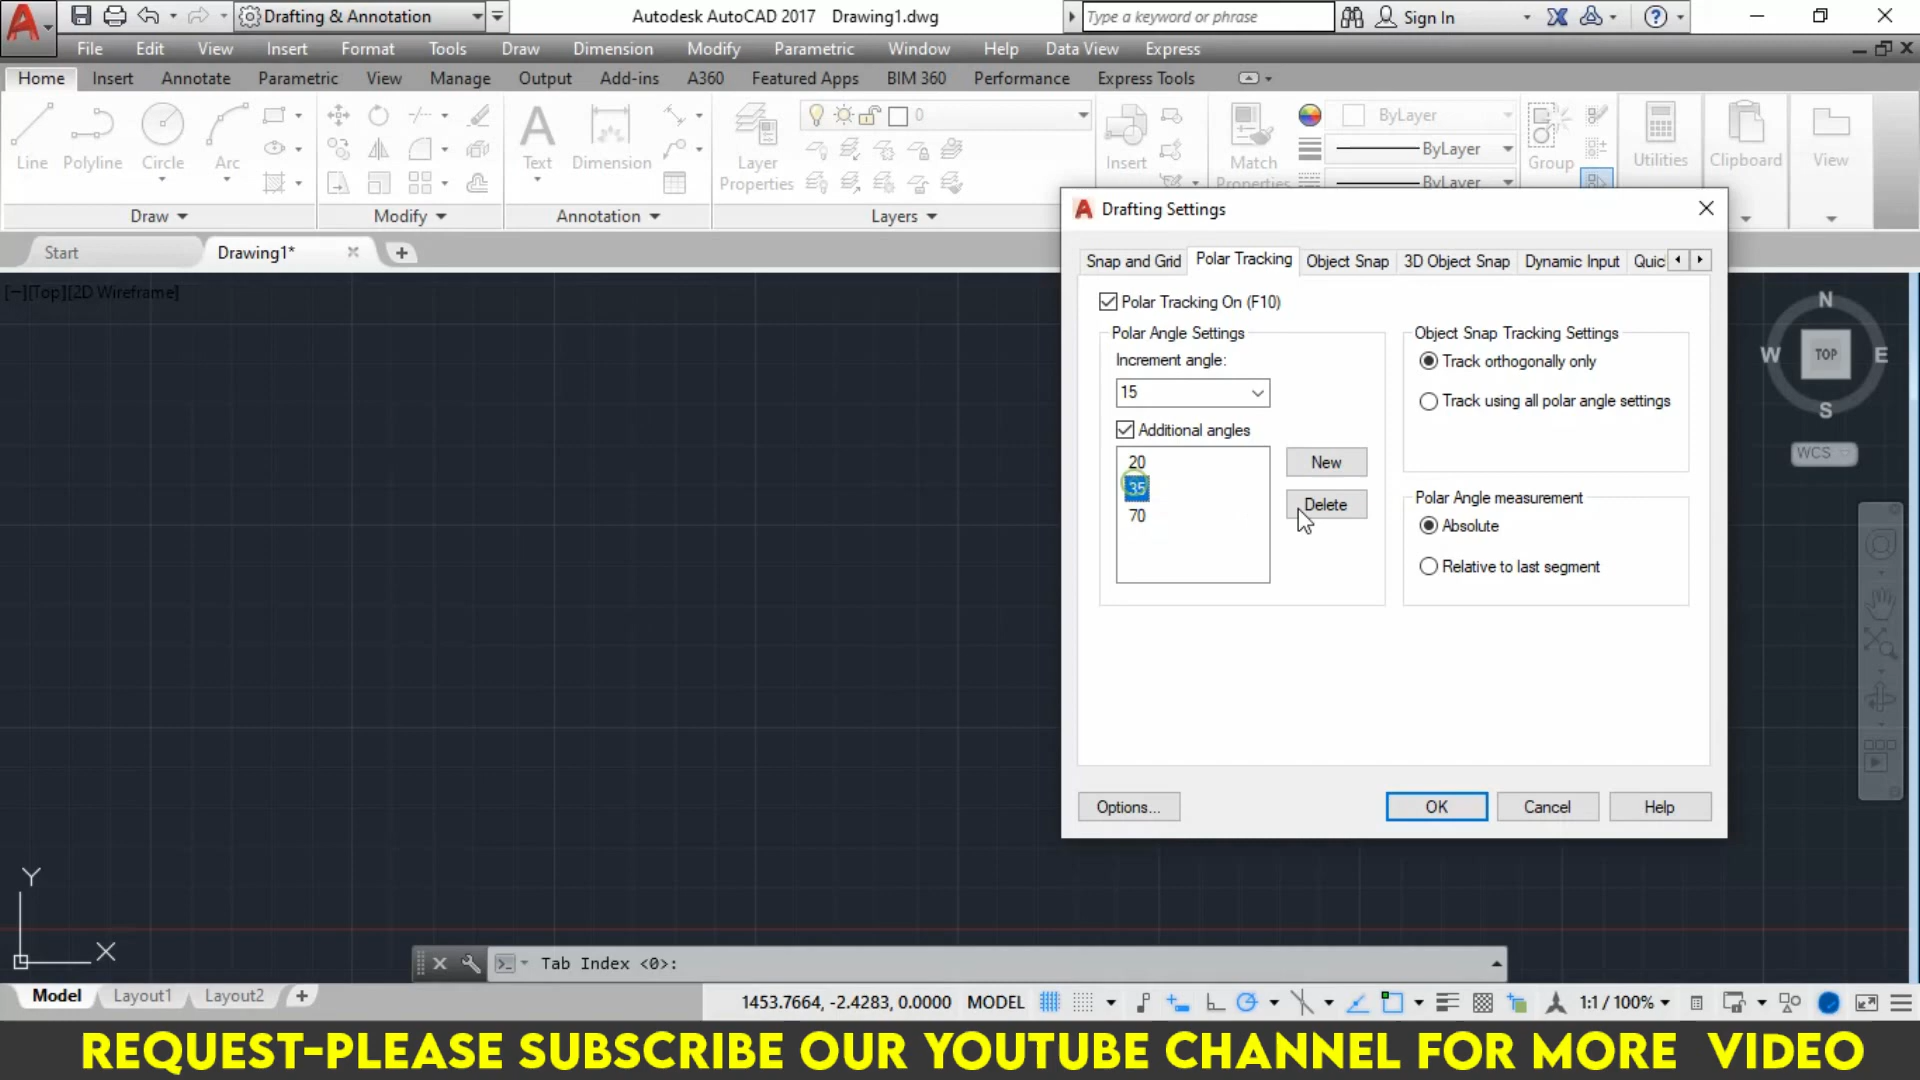 Drafting & Annotation
Autodesk AutoCAD 2017 Drawing1.dwg
Type a keyword or phrase
Sign In
File Edit View Insert Format Tools Draw Dimension Modify Parametric Window Help Data View Express
Home Insert Annotate Parametric View Manage Output Add-ins A360 Featured Apps BIM 360 Performance Express Tools
0
ByLayer
ByLayer
ByLayer
Line Polyline Circle Arc
Text Dimension
Layer
Properties
Insert
Match
Properties
Group
Utilities
Clipboard
View
Draw
Modify
Annotation
Layers
Start
Drawing1*
[−][Top][2D Wireframe]
Drafting Settings
Snap and Grid
Polar Tracking
Object Snap
3D Object Snap
Dynamic Input
Quic
Polar Tracking On (F10)
Polar Angle Settings
Increment angle:
15
Additional angles
20
35
70
New
Delete
Object Snap Tracking Settings
Track orthogonally only
Track using all polar angle settings
Polar Angle measurement
Absolute
Relative to last segment
Options...
OK
Cancel
Help
N
W
TOP
E
S
WCS
Y
X
Tab Index <0>:
Model Layout1 Layout2
1453.7664, -2.4283, 0.0000 MODEL
1:1 / 100%
REQUEST-PLEASE SUBSCRIBE OUR YOUTUBE CHANNEL FOR MORE VIDEO